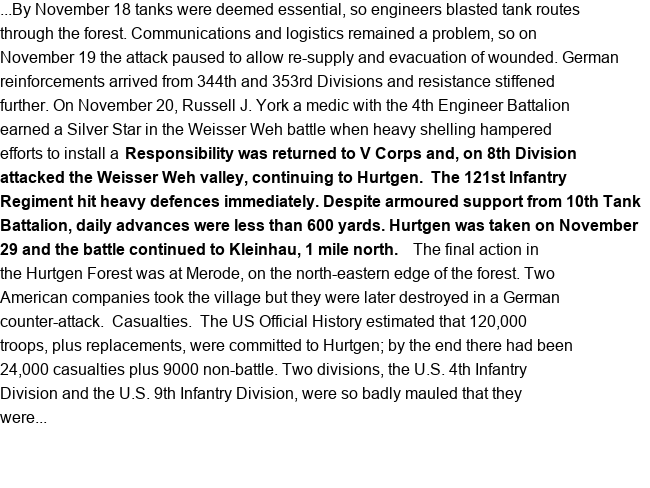 ...By November 18 tanks were deemed essential, so engineers blasted tank routes
through the forest. Communications and logistics remained a problem, so on
November 19 the attack paused to allow re-supply and evacuation of wounded. German
reinforcements arrived from 344th and 353rd Divisions and resistance stiffened
further. On November 20, Russell J. York a medic with the 4th Engineer Battalion
earned a Silver Star in the Weisser Weh battle when heavy shelling hampered
efforts to install a Responsibility was returned to V Corps and, on 8th Division
attacked the Weisser Weh valley, continuing to Hurtgen. The 121st Infantry
Regiment hit heavy defences immediately. Despite armoured support from 10th Tank
Battalion, daily advances were less than 600 yards. Hurtgen was taken on November
29 and the battle continued to Kleinhau, 1 mile north. The final action in
the Hurtgen Forest was at Merode, on the north-eastern edge of the forest. Two
American companies took the village but they were later destroyed in a German
counter-attack. Casualties. The US Official History estimated that 120,000
troops, plus replacements, were committed to Hurtgen; by the end there had been
24,000 casualties plus 9000 non-battle. Two divisions, the U.S. 4th Infantry
Division and the U.S. 9th Infantry Division, were so badly mauled that they
were...